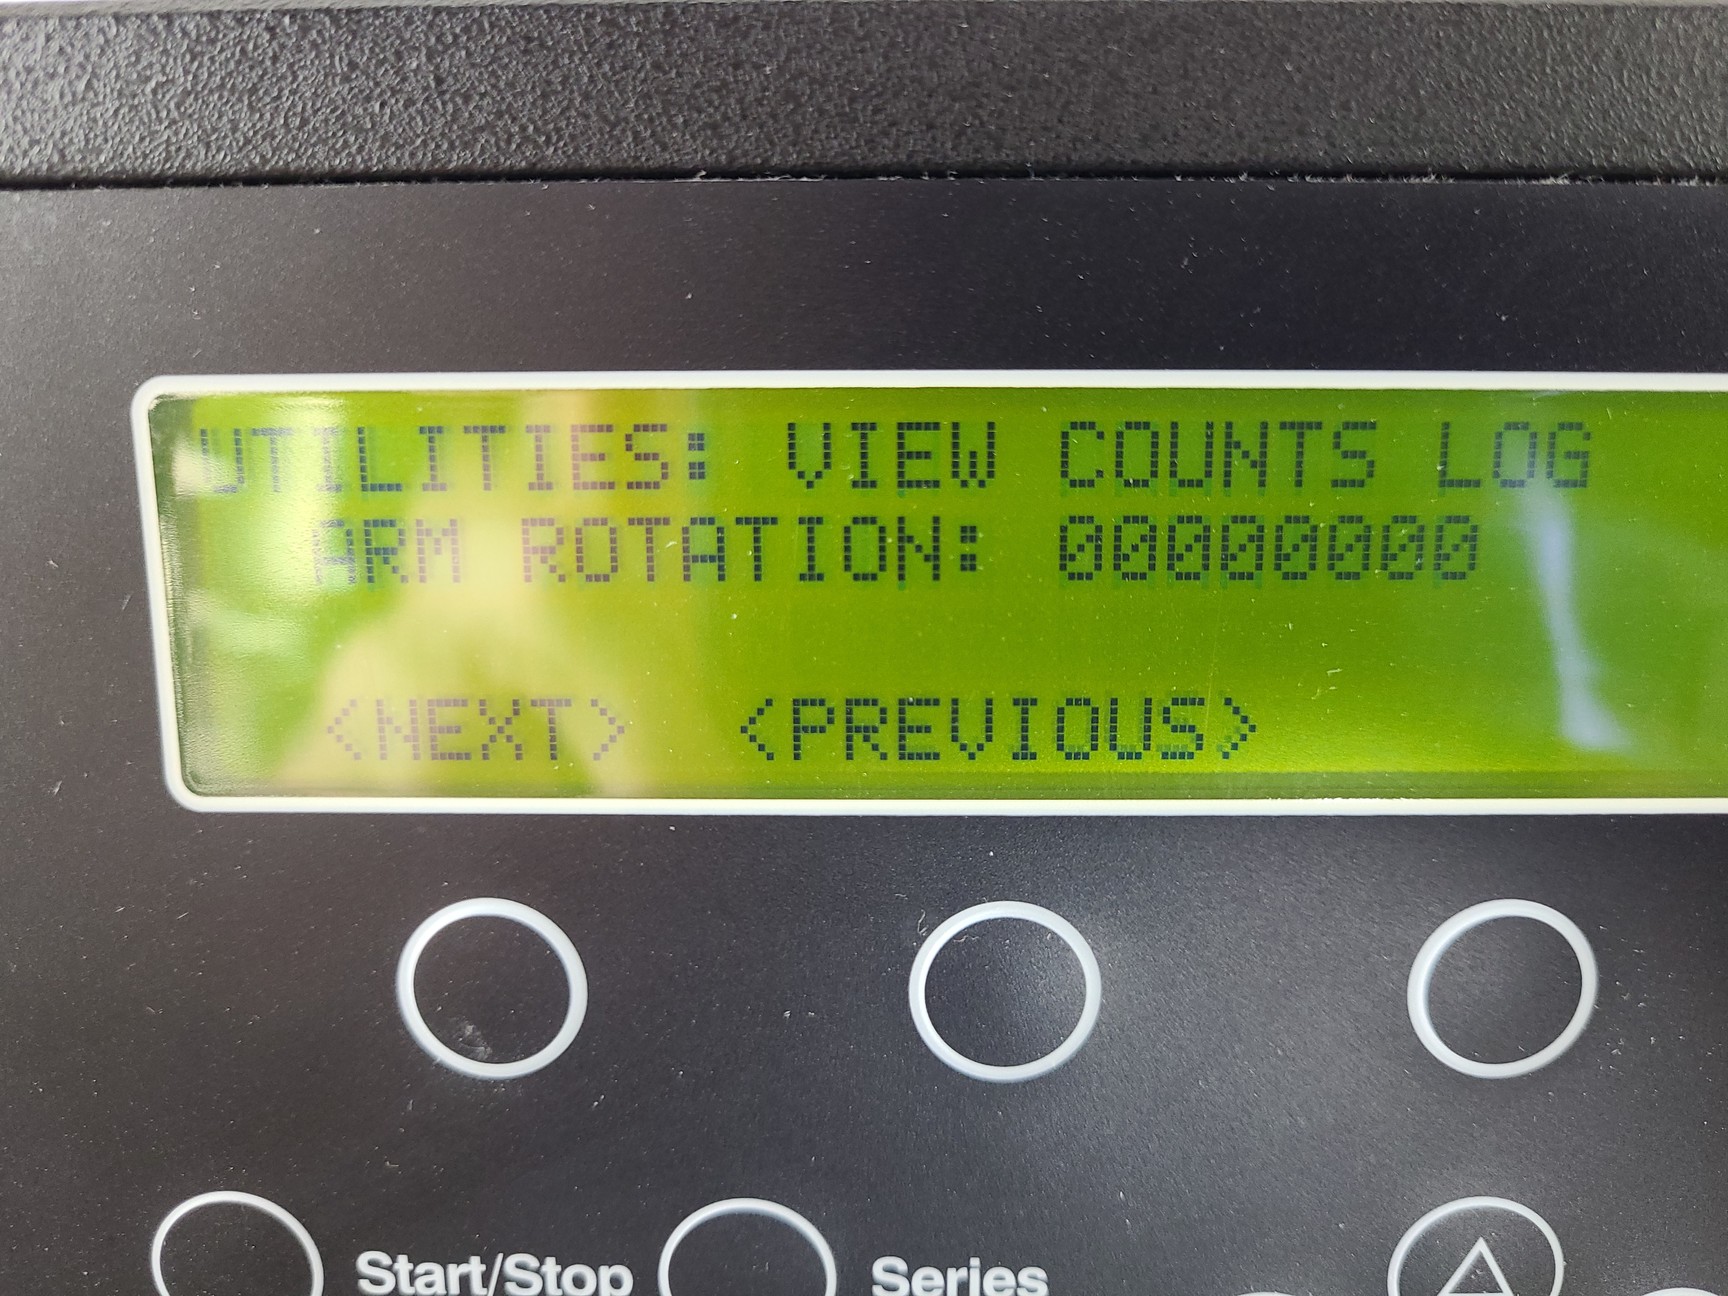 UTILITIES: VIEW COUNTS LOG
ARM ROTATION: 00000000
<NEXT> <PREVIOUS>
Start/Stop Series